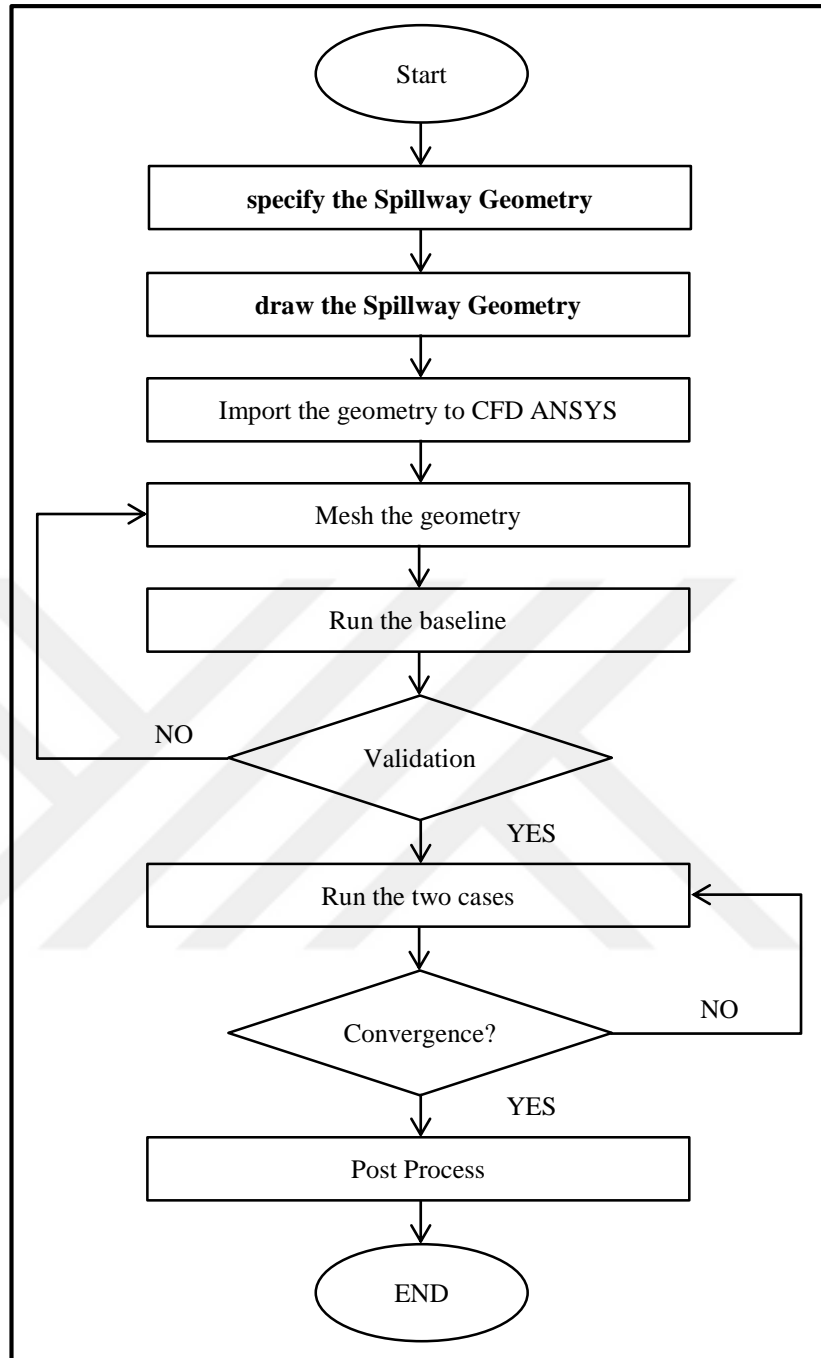 Start
specify the Spillway Geometry
draw the Spillway Geometry
Import the geometry to CFD ANSYS
Mesh the geometry
Run the baseline
NO
Validation
YES
Run the two cases
Convergence?
NO
YES
Post Process
END